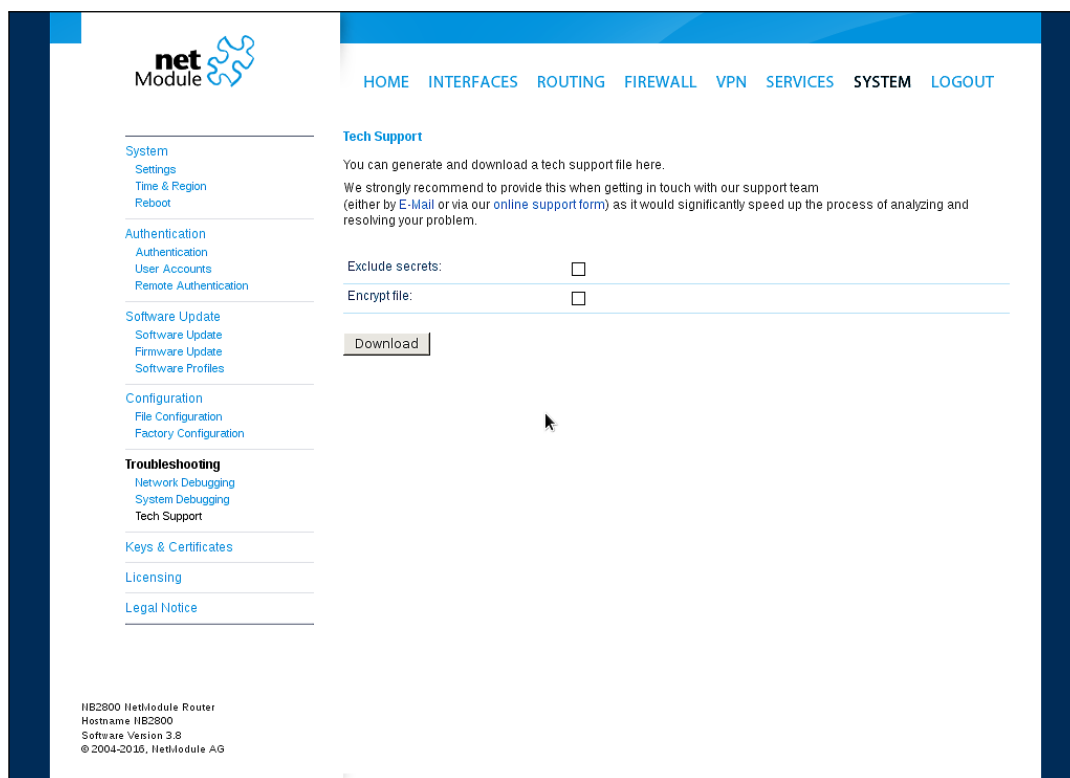 net
Module
HOME INTERFACES ROUTING FIREWALL VPN SERVICES SYSTEM LOGOUT
System
Settings
Time & Region
Reboot
Authentication
Authentication
User Accounts
Remote Authentication
Software Update
Software Update
Firmware Update
Software Profiles
Configuration
File Configuration
Factory Configuration
Troubleshooting
Network Debugging
System Debugging
Tech Support
Keys & Certificates
Licensing
Legal Notice
Tech Support
You can generate and download a tech support file here.
We strongly recommend to provide this when getting in touch with our support team
(either by E-Mail or via our online support form) as it would significantly speed up the process of analyzing and
resolving your problem.
Exclude secrets:
Encrypt file:
Download
NB2800 NetModule Router
Hostname NB2800
Software Version 3.8
© 2004-2016, NetModule AG